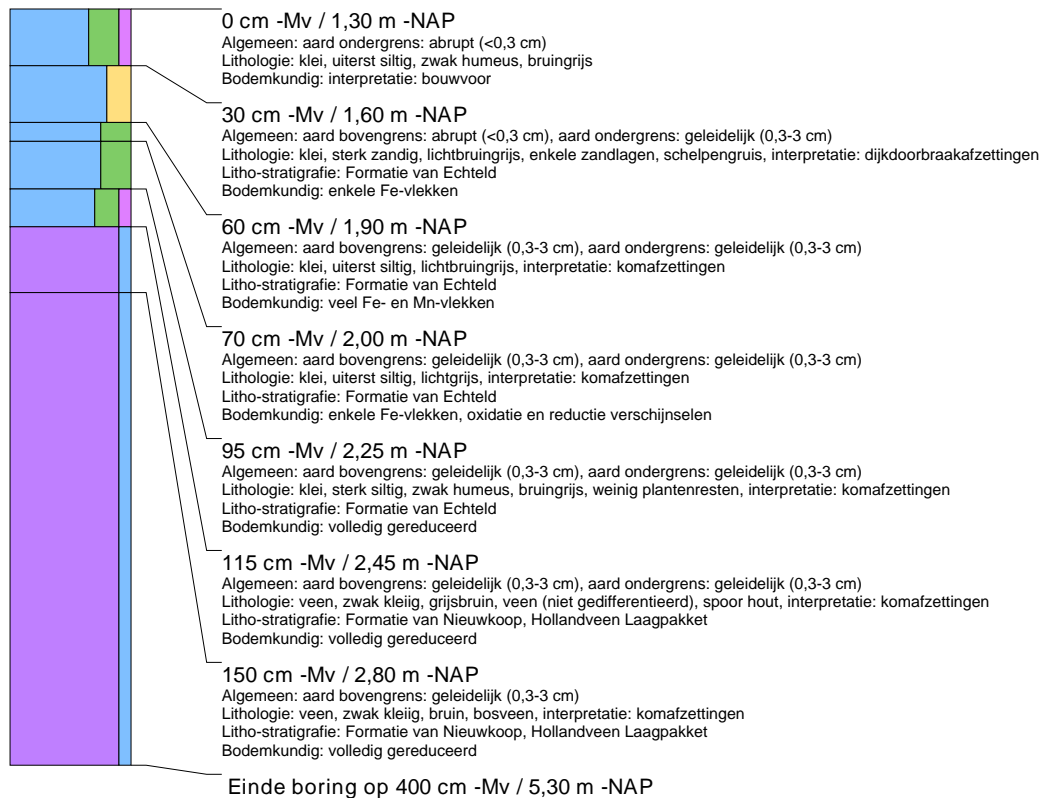 0 cm -Mv / 1,30 m -NAP
Algemeen: aard ondergrens: abrupt (<0,3 cm)
Lithologie: klei, uiterst siltig, zwak humeus, bruingrijs
Bodemkundig: interpretatie: bouwvoor
30 cm -Mv / 1,60 m -NAP
Algemeen: aard bovengrens: abrupt (<0,3 cm), aard ondergrens: geleidelijk (0,3-3 cm)
Lithologie: klei, sterk zandig, lichtbruingrijs, enkele zandlagen, schelpengruis, interpretatie: dijkdoorbraakafzettingen
Litho-stratigrafie: Formatie van Echteld
Bodemkundig: enkele Fe-vlekken
60 cm -Mv / 1,90 m -NAP
Algemeen: aard bovengrens: geleidelijk (0,3-3 cm), aard ondergrens: geleidelijk (0,3-3 cm)
Lithologie: klei, uiterst siltig, lichtbruingrijs, interpretatie: komafzettingen
Litho-stratigrafie: Formatie van Echteld
Bodemkundig: veel Fe- en Mn-vlekken
70 cm -Mv / 2,00 m -NAP
Algemeen: aard bovengrens: geleidelijk (0,3-3 cm), aard ondergrens: geleidelijk (0,3-3 cm)
Lithologie: klei, uiterst siltig, lichtgrijs, interpretatie: komafzettingen
Litho-stratigrafie: Formatie van Echteld
Bodemkundig: enkele Fe-vlekken, oxidatie en reductie verschijnselen
95 cm -Mv / 2,25 m -NAP
Algemeen: aard bovengrens: geleidelijk (0,3-3 cm), aard ondergrens: geleidelijk (0,3-3 cm)
Lithologie: klei, sterk siltig, zwak humeus, bruingrijs, weinig plantenresten, interpretatie: komafzettingen
Litho-stratigrafie: Formatie van Echteld
Bodemkundig: volledig gereduceerd
115 cm -Mv / 2,45 m -NAP
Algemeen: aard bovengrens: geleidelijk (0,3-3 cm), aard ondergrens: geleidelijk (0,3-3 cm)
Lithologie: veen, zwak kleiig, grijsbruin, veen (niet gedifferentieerd), spoor hout, interpretatie: komafzettingen
Litho-stratigrafie: Formatie van Nieuwkoop, Hollandveen Laagpakket
Bodemkundig: volledig gereduceerd
150 cm -Mv / 2,80 m -NAP
Algemeen: aard bovengrens: geleidelijk (0,3-3 cm)
Lithologie: veen, zwak kleiig, bruin, bosveen, interpretatie: komafzettingen
Litho-stratigrafie: Formatie van Nieuwkoop, Hollandveen Laagpakket
Bodemkundig: volledig gereduceerd
Einde boring op 400 cm -Mv / 5,30 m -NAP